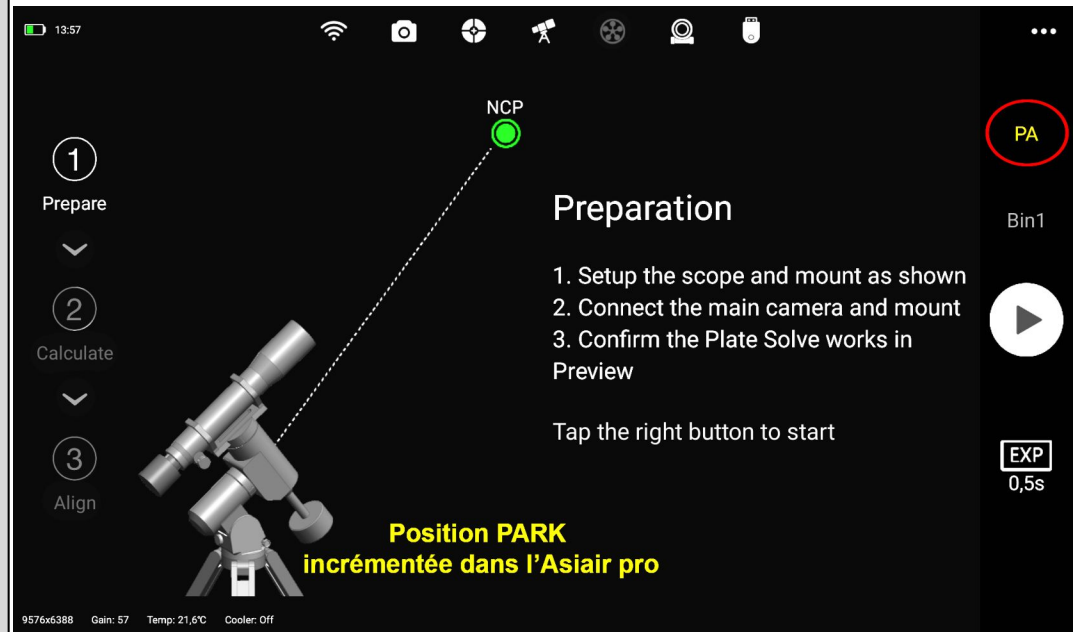 13:57
NCP
PA
1
Prepare
Preparation
Bin1
1. Setup the scope and mount as shown
2. Connect the main camera and mount
3. Confirm the Plate Solve works in
Preview
2
Calculate
Tap the right button to start
3
Align
EXP
0,5s
Position PARK
incrémentée dans l'Asiair pro
9576x6388 Gain: 57 Temp: 21,6℃ Cooler: Off